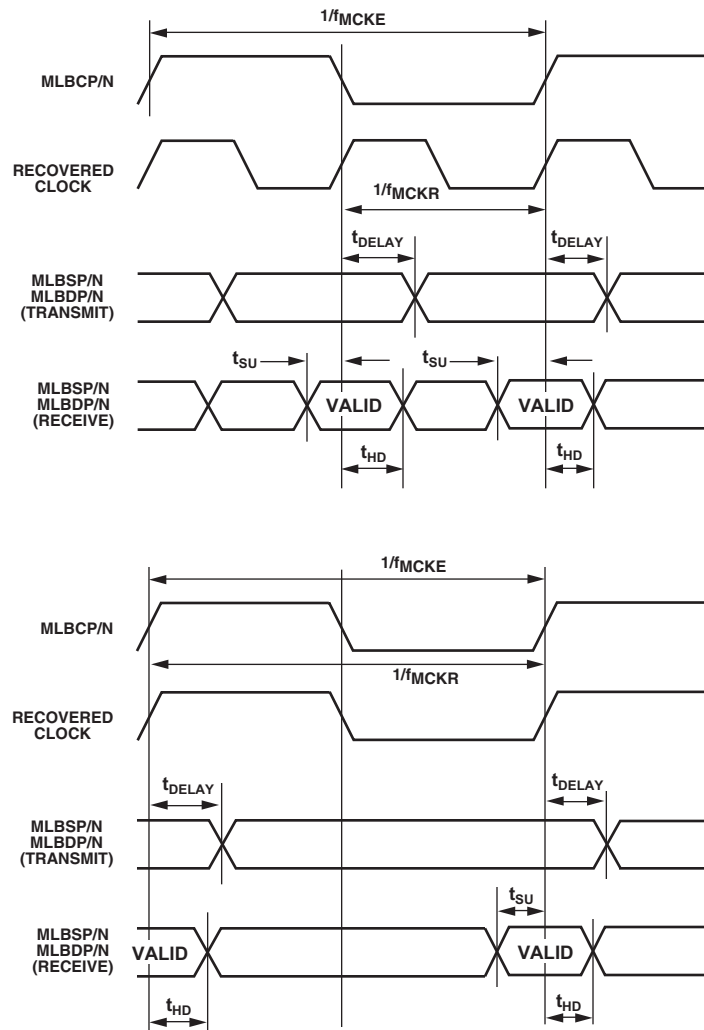 1/fMCKE
MLBCP/N
RECOVERED
CLOCK
1/fMCKR
tDELAY
tDELAY
MLBSP/N
MLBDP/N
(TRANSMIT)
tSU
tSU
MLBSP/N
MLBDP/N
(RECEIVE)
VALID
VALID
tHD
tHD
1/fMCKE
MLBCP/N
1/fMCKR
RECOVERED
CLOCK
tDELAY
tDELAY
MLBSP/N
MLBDP/N
(TRANSMIT)
tSU
MLBSP/N
MLBDP/N
(RECEIVE)
VALID
VALID
tHD
tHD